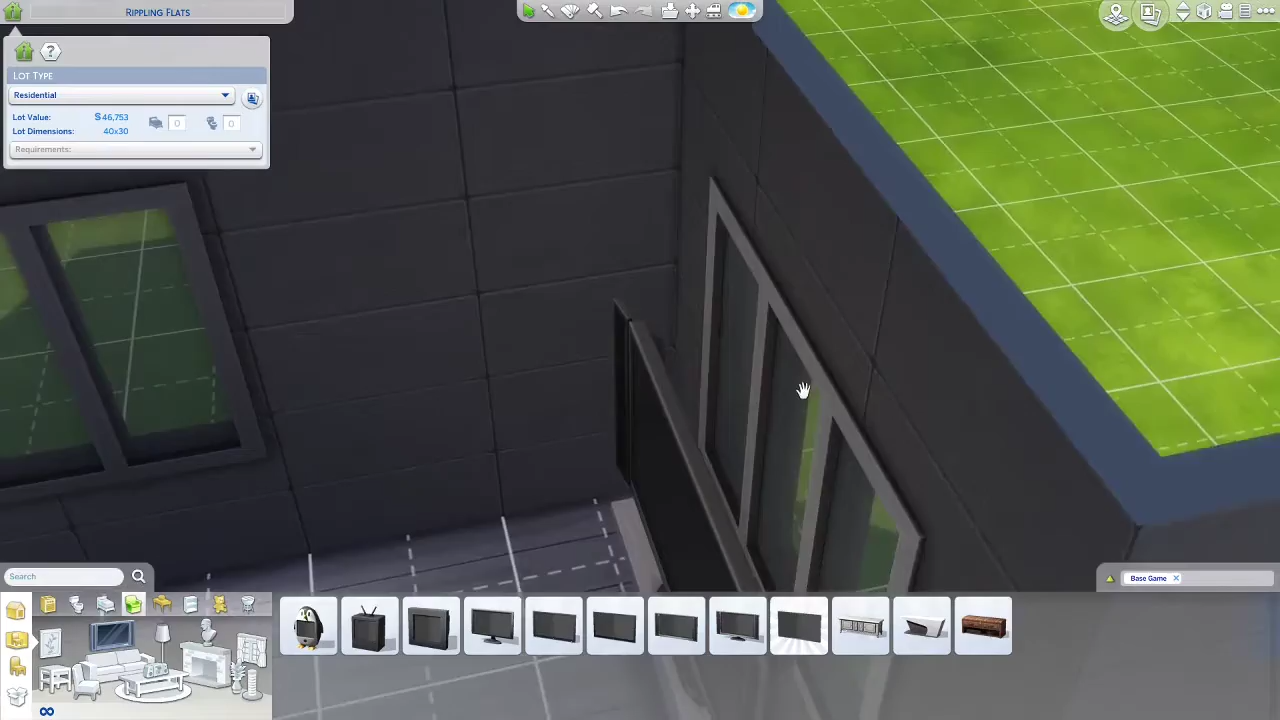 RIPPLING FLATS
?
LOT TYPE
Residential
Lot Value: §46,753
Lot Dimensions: 40x30
0
0
Requirements:
Search
Base Game